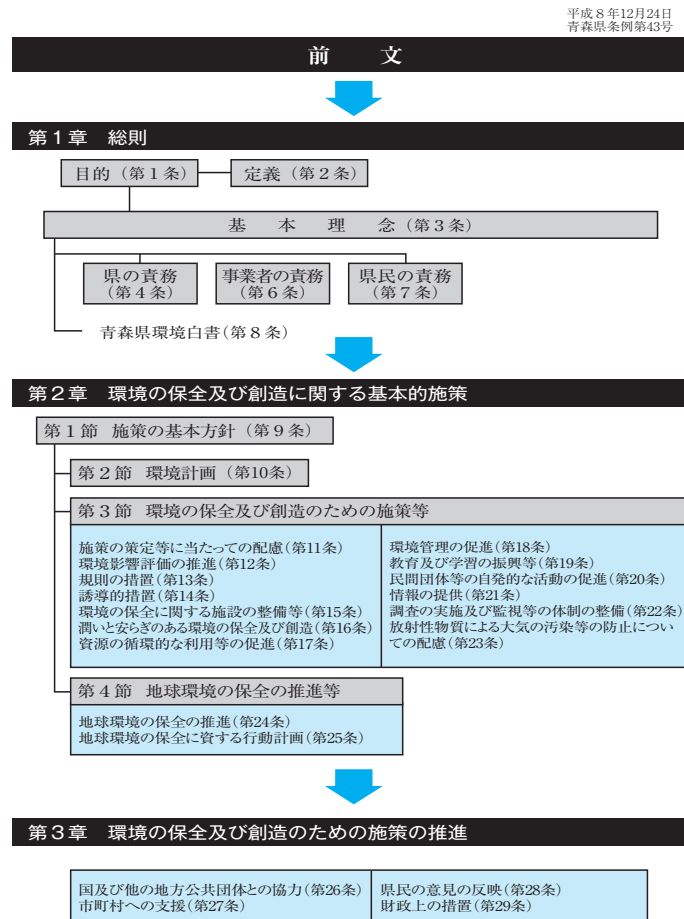 平成８年12月24日
青森県条例第43号
前　文
第１章　総則
目的（第１条）
定義（第２条）
基　本　理　念（第３条）
県の責務
（第４条）
事業者の責務
（第６条）
県民の責務
（第７条）
青森県環境白書（第８条）
第２章　環境の保全及び創造に関する基本的施策
第１節　施策の基本方針（第９条）
第２節　環境計画（第10条）
第３節　環境の保全及び創造のための施策等
施策の策定等に当たっての配慮（第11条）
環境影響評価の推進（第12条）
規則の措置（第13条）
誘導的措置（第14条）
環境の保全に関する施設の整備等（第15条）
潤いと安らぎのある環境の保全及び創造（第16条）
資源の循環的な利用等の促進（第17条）
環境管理の促進（第18条）
教育及び学習の振興等（第19条）
民間団体等の自発的な活動の促進（第20条）
情報の提供（第21条）
調査の実施及び監視等の体制の整備（第22条）
放射性物質による大気の汚染等の防止につい
ての配慮（第23条）
第４節　地球環境の保全の推進等
地球環境の保全の推進（第24条）
地球環境の保全に資する行動計画（第25条）
第３章　環境の保全及び創造のための施策の推進
国及び他の地方公共団体との協力（第26条）
市町村への支援（第27条）
県民の意見の反映（第28条）
財政上の措置（第29条）